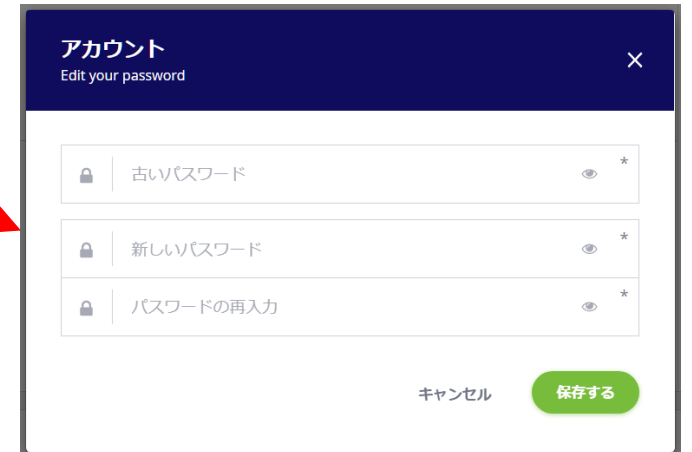 アカウント
Edit your password
古いパスワード *
新しいパスワード *
パスワードの再入力 *
キャンセル 保存する